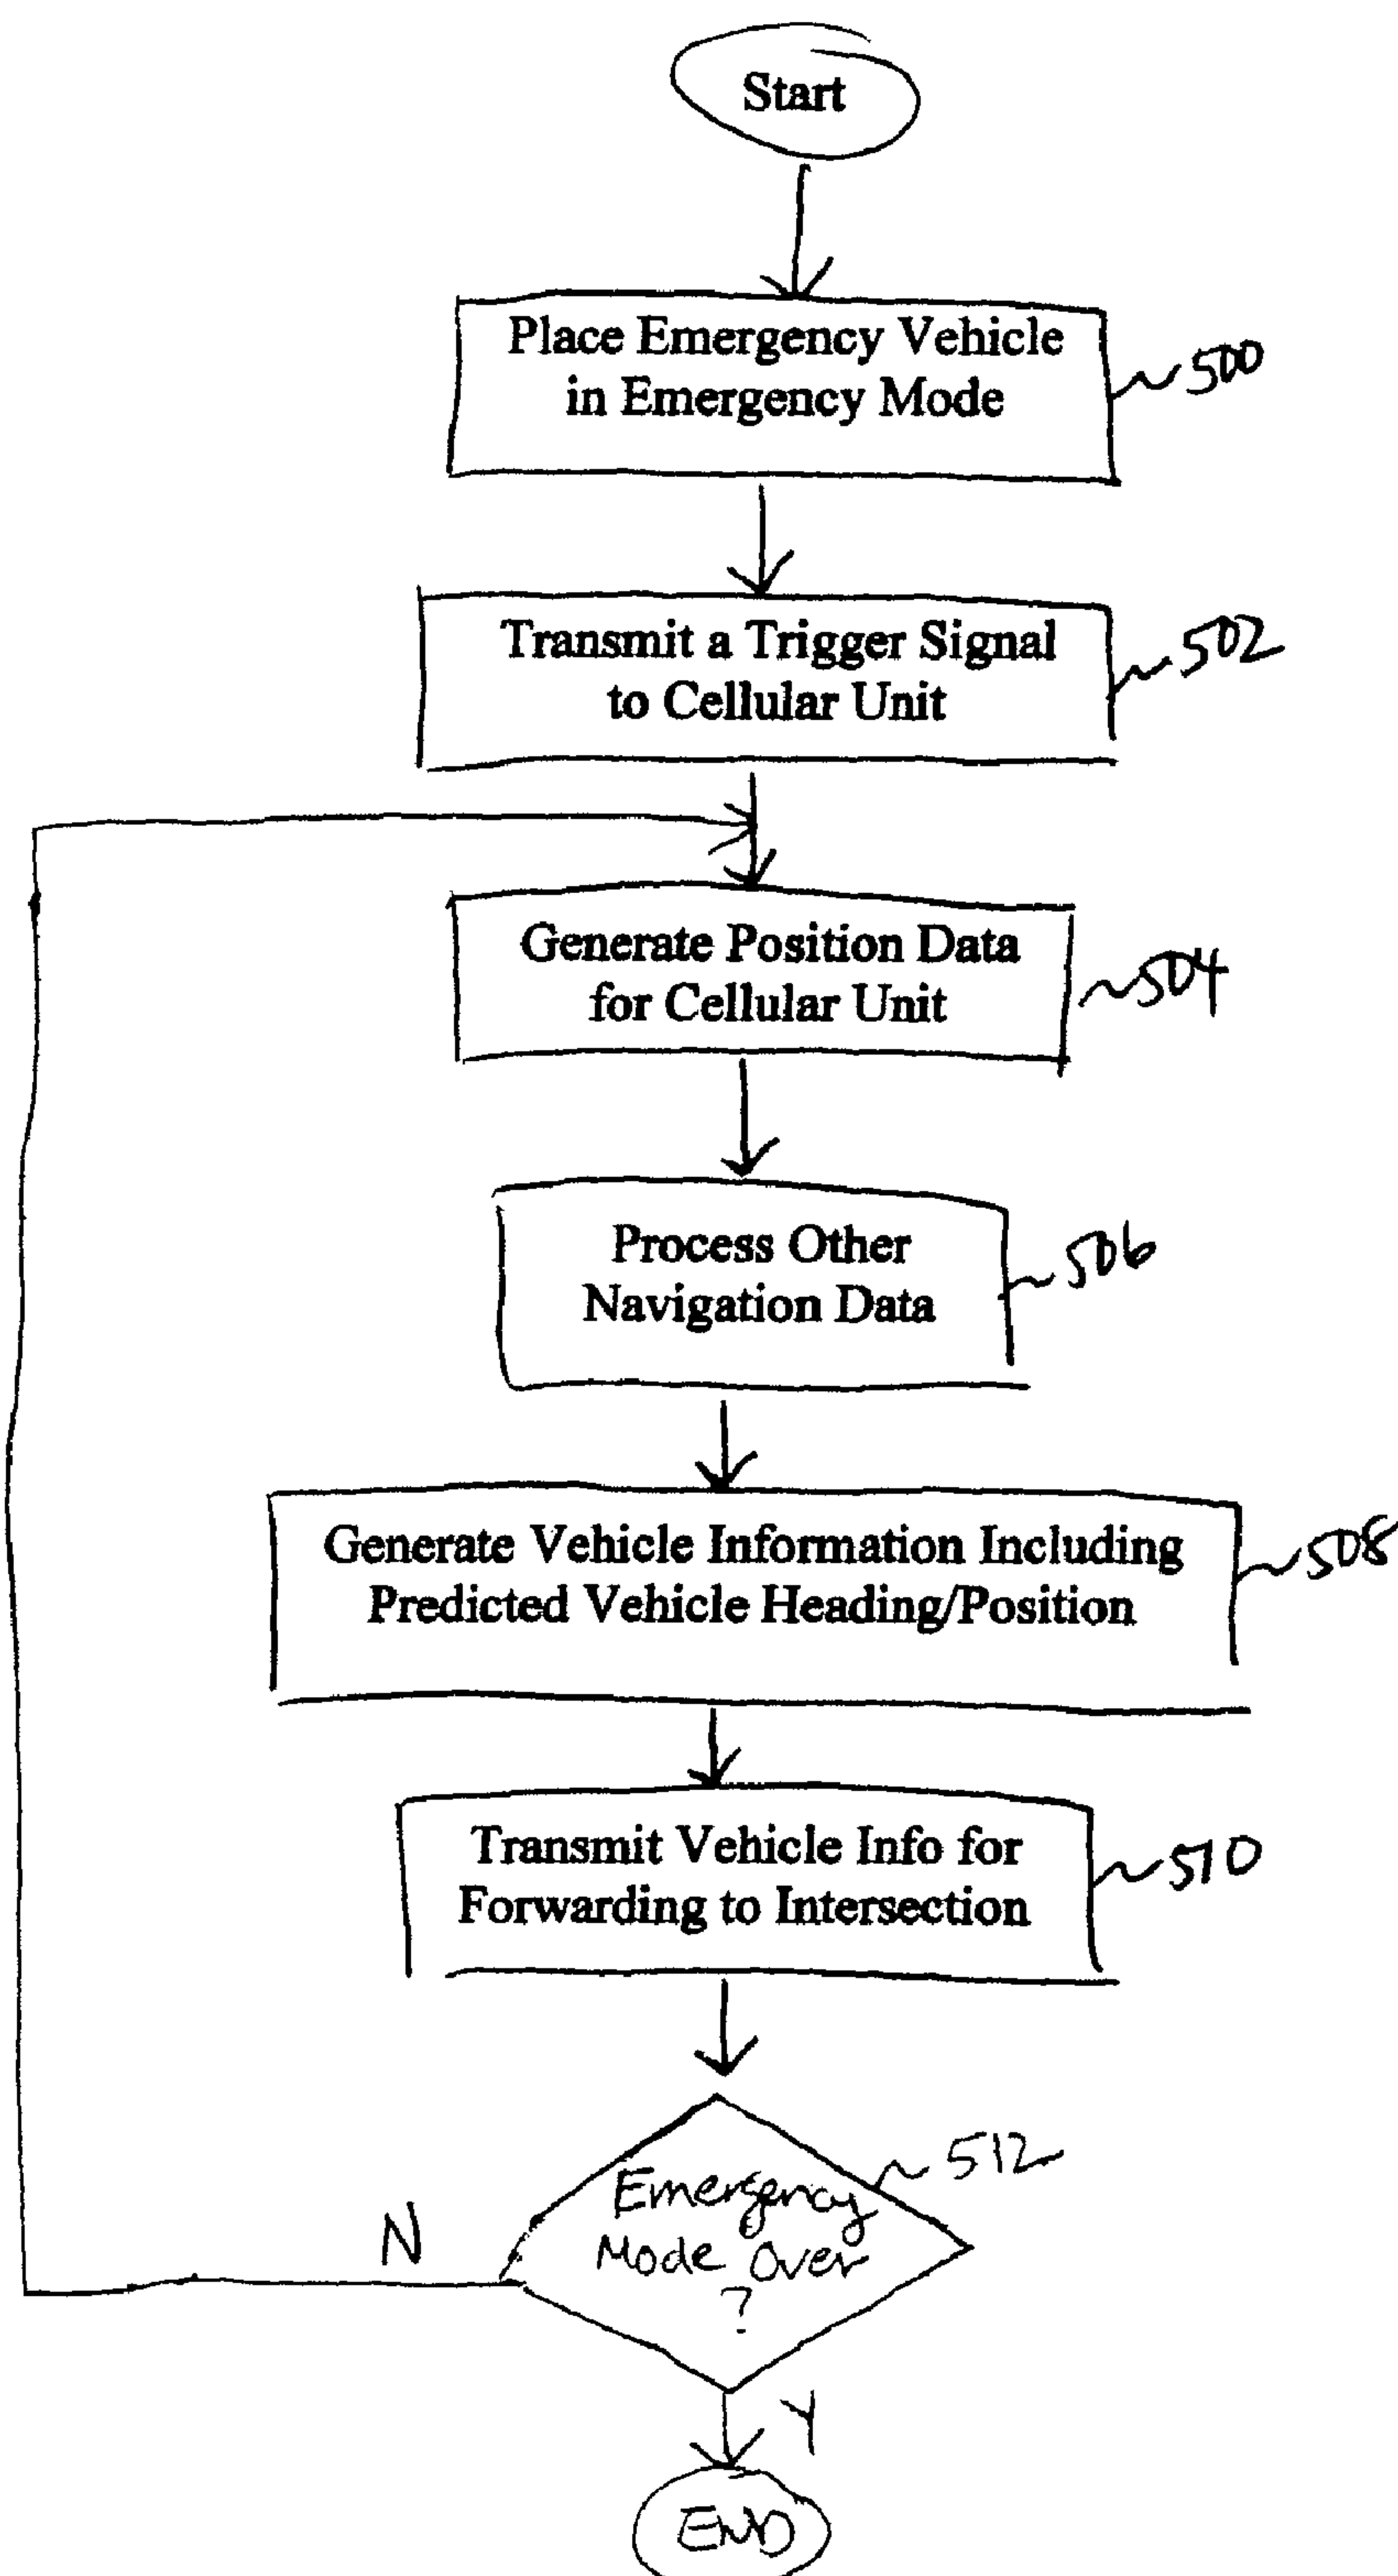 Start
Place Emergency Vehicle
in Emergency Mode
500
Transmit a Trigger Signal
to Cellular Unit
502
Generate Position Data
for Cellular Unit
504
Process Other
Navigation Data
506
Generate Vehicle Information Including
Predicted Vehicle Heading/Position
508
Transmit Vehicle Info for
Forwarding to Intersection
510
512
Emergency
Mode Over
?
N
Y
END